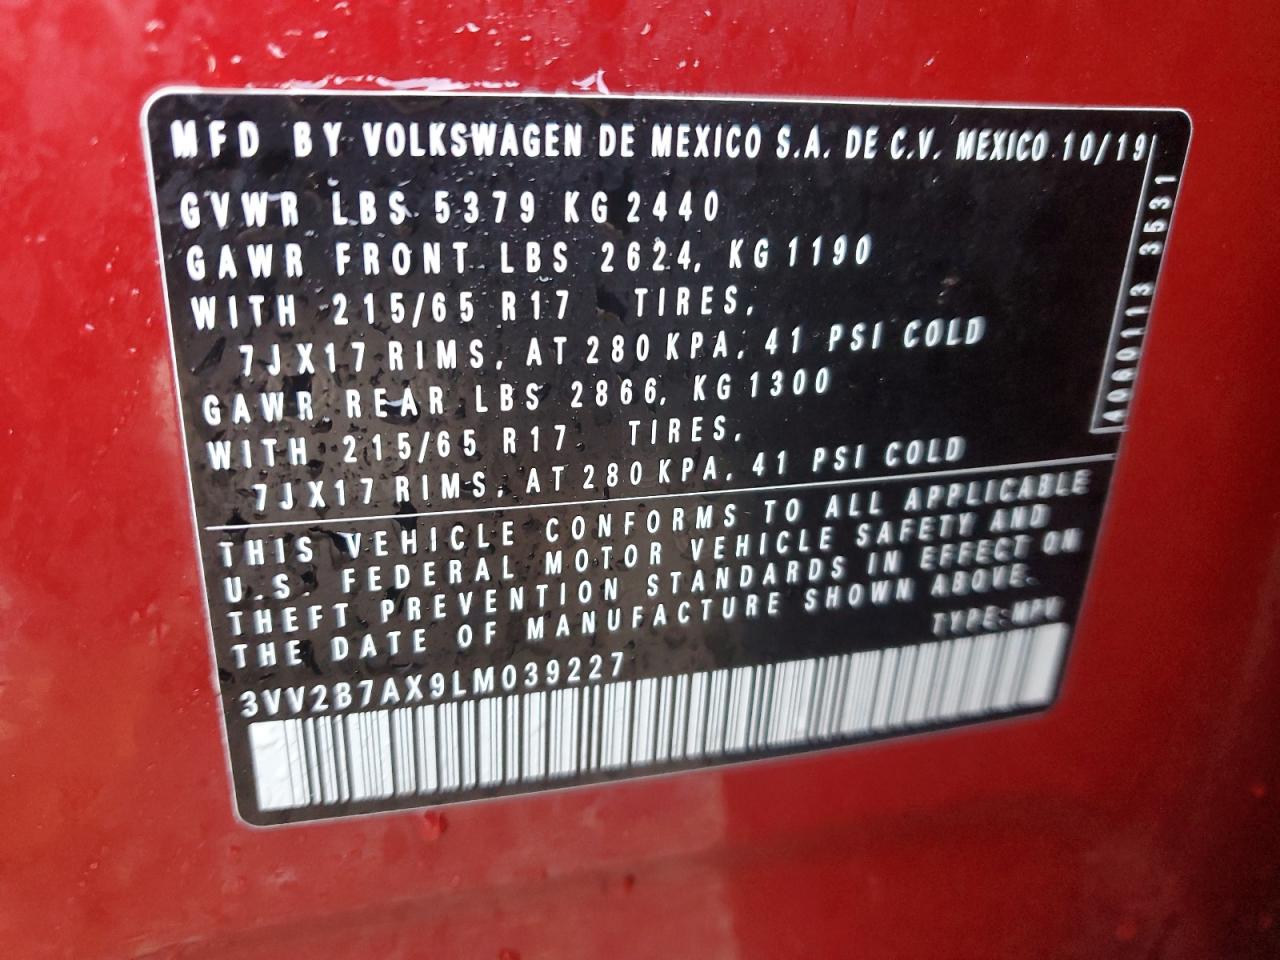 MFD BY VOLKSWAGEN DE MEXICO S.A. DE C.V. MEXICO 10/19
GVWR LBS 5379 KG 2440
GAWR FRONT LBS 2624, KG 1190
WITH 215/65 R17 TIRES,
7JX17 RIMS, AT 280 KPA, 41 PSI COLD
GAWR REAR LBS 2866, KG 1300
WITH 215/65 R17 TIRES,
7JX17 RIMS, AT 280 KPA, 41 PSI COLD
THIS VEHICLE CONFORMS TO ALL APPLICABLE
U.S. FEDERAL MOTOR VEHICLE SAFETY AND
THEFT PREVENTION STANDARDS IN EFFECT ON
THE DATE OF MANUFACTURE SHOWN ABOVE.
TYPE: MPV
3VV2B7AX9LM039227
3531